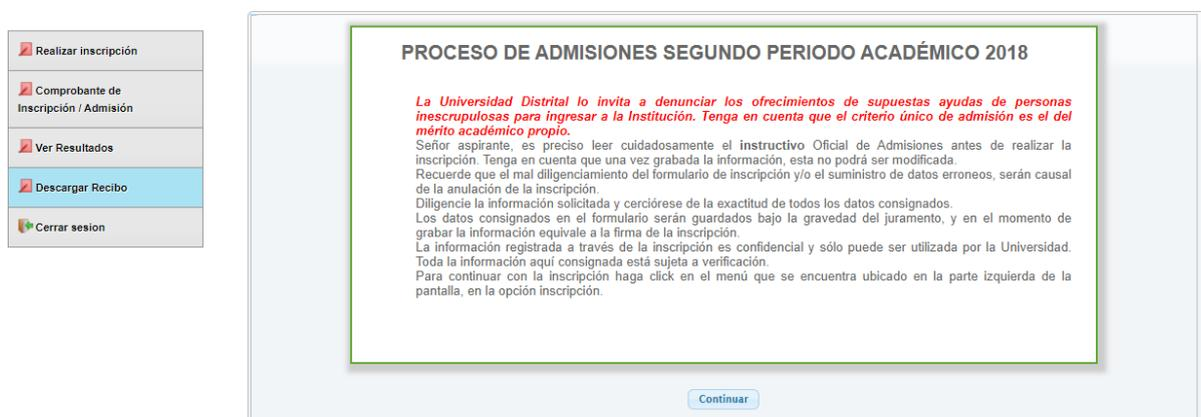 Realizar inscripción
Comprobante de
Inscripción / Admisión
Ver Resultados
Descargar Recibo
Cerrar sesion
PROCESO DE ADMISIONES SEGUNDO PERIODO ACADÉMICO 2018
La Universidad Distrital lo invita a denunciar los ofrecimientos de supuestas ayudas de personas
inescrupulosas para ingresar a la Institución. Tenga en cuenta que el criterio único de admisión es el del
mérito académico propio.
Señor aspirante, es preciso leer cuidadosamente el instructivo Oficial de Admisiones antes de realizar la
inscripción. Tenga en cuenta que una vez grabada la información, esta no podrá ser modificada.
Recuerde que el mal diligenciamiento del formulario de inscripción y/o el suministro de datos erroneos, serán causal
de la anulación de la inscripción.
Diligencie la información solicitada y cerciórese de la exactitud de todos los datos consignados.
Los datos consignados en el formulario serán guardados bajo la gravedad del juramento, y en el momento de
grabar la información equivale a la firma de la inscripción.
La información registrada a través de la inscripción es confidencial y sólo puede ser utilizada por la Universidad.
Toda la información aquí consignada está sujeta a verificación.
Para continuar con la inscripción haga click en el menú que se encuentra ubicado en la parte izquierda de la
pantalla, en la opción inscripción.
Continuar